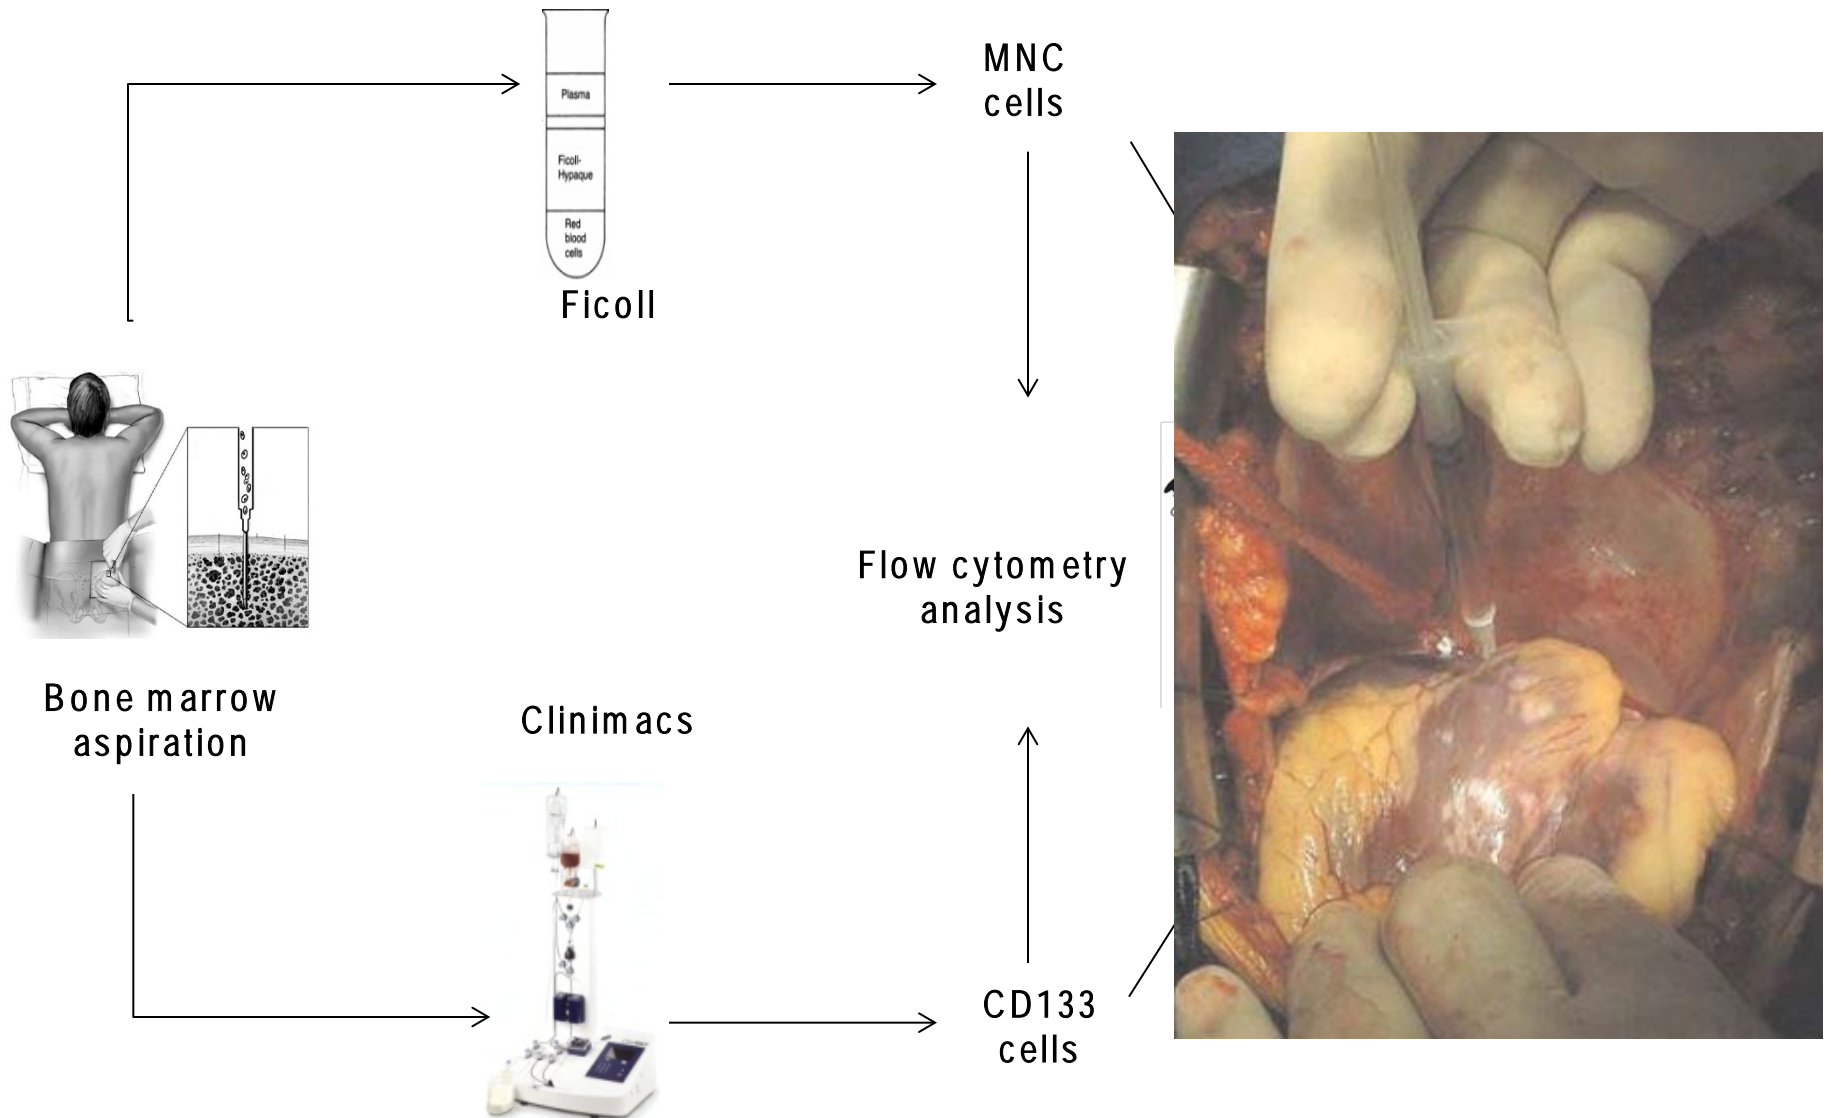 MNC
cells
Plasma
Ficoll-
Hypaque
Red
blood
cells
Ficoll
Flow cytometry
analysis
Bone marrow
aspiration
Clinimacs
CD133
cells